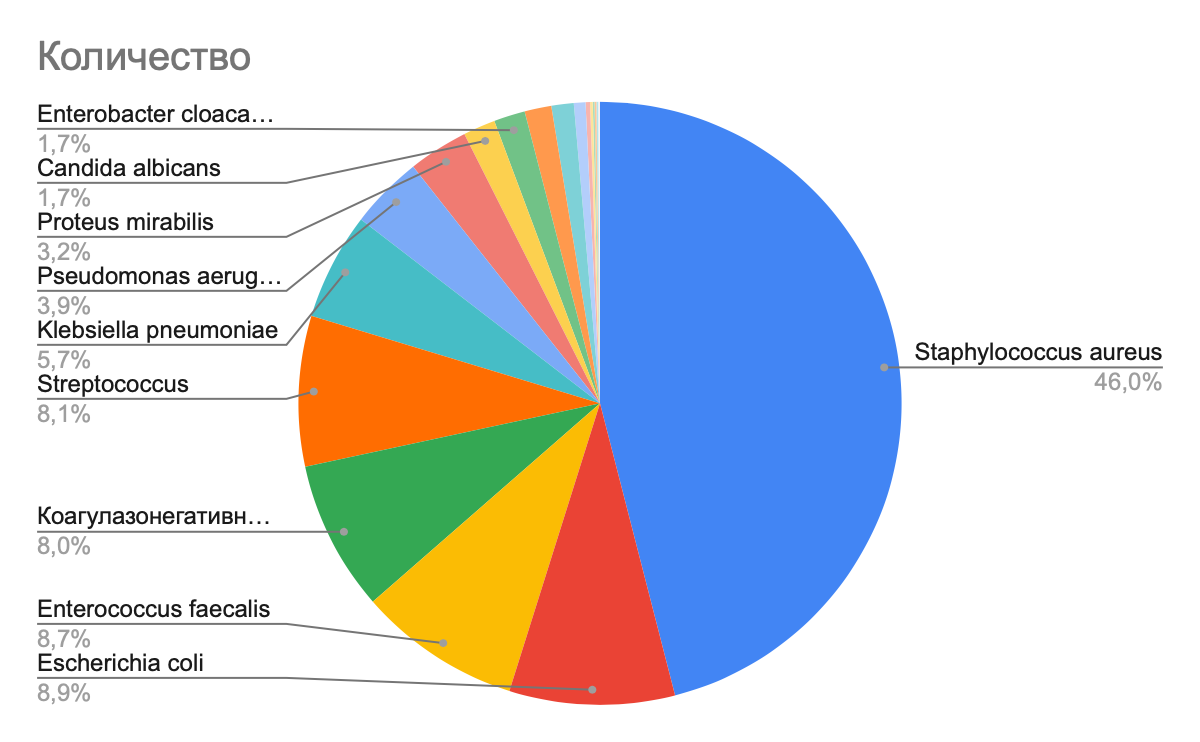 Количество
Enterobacter cloaca…
1,7%
Candida albicans
1,7%
Proteus mirabilis
3,2%
Pseudomonas aerug…
3,9%
Klebsiella pneumoniae
5,7%
Streptococcus
8,1%
Коагулазонегативн…
8,0%
Enterococcus faecalis
8,7%
Escherichia coli
8,9%
Staphylococcus aureus
46,0%